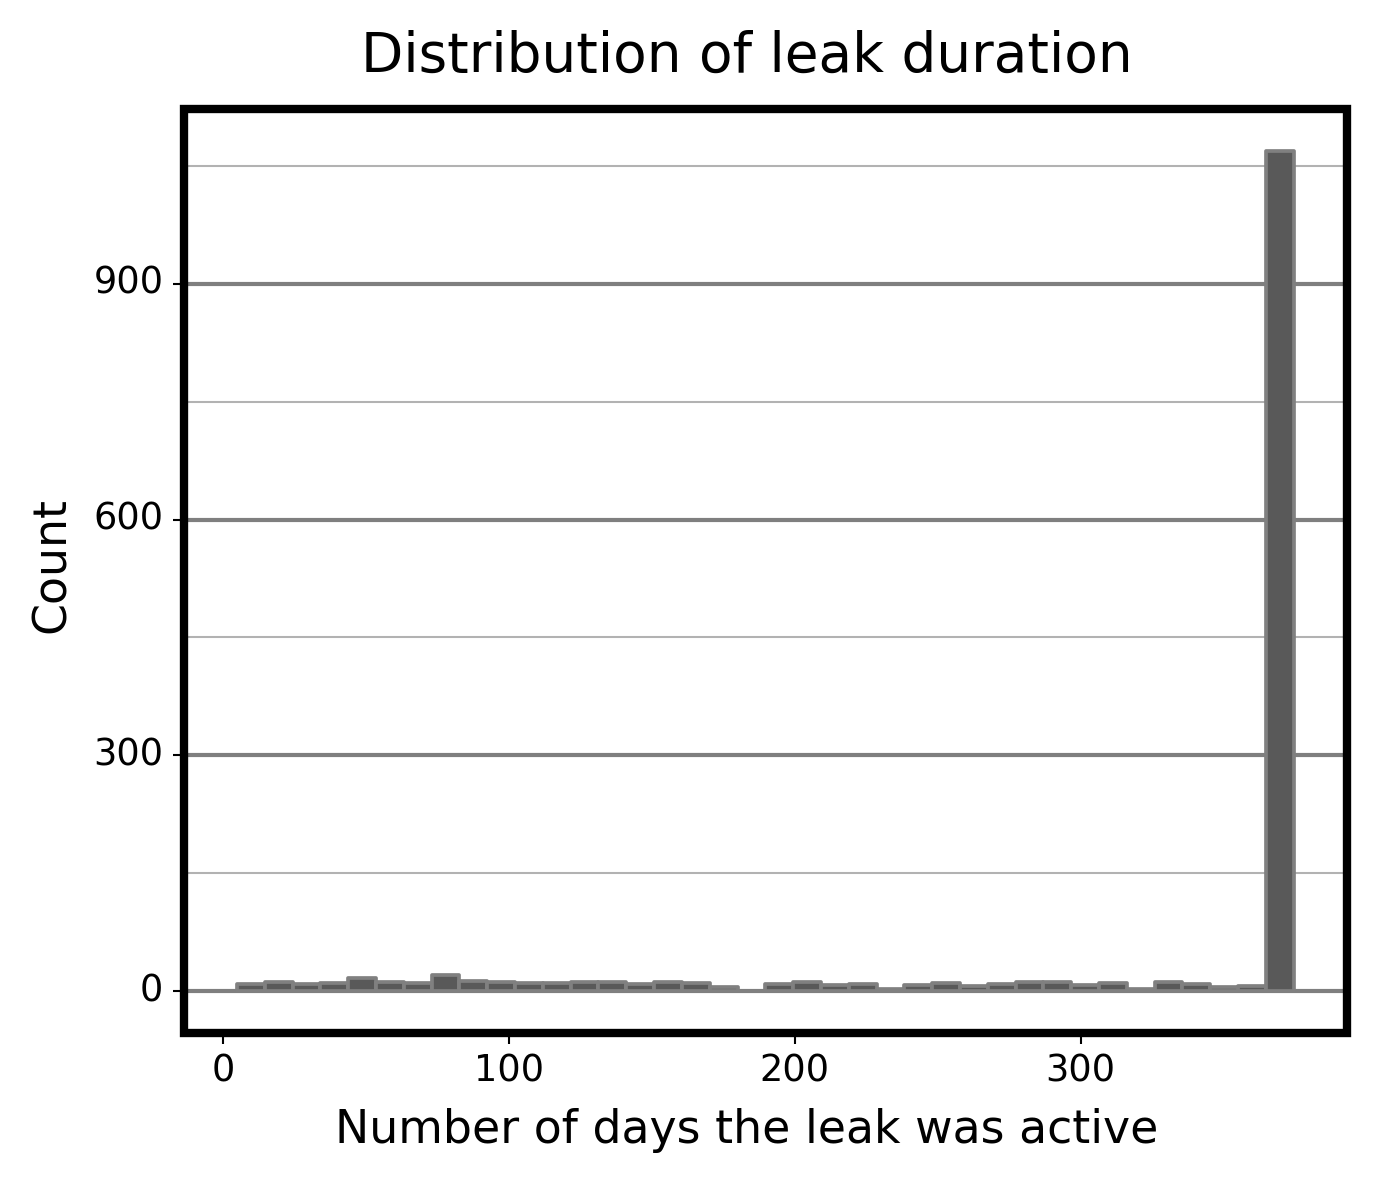 Distribution of leak duration
900
600
300
0
Count
0 100 200 300
Number of days the leak was active